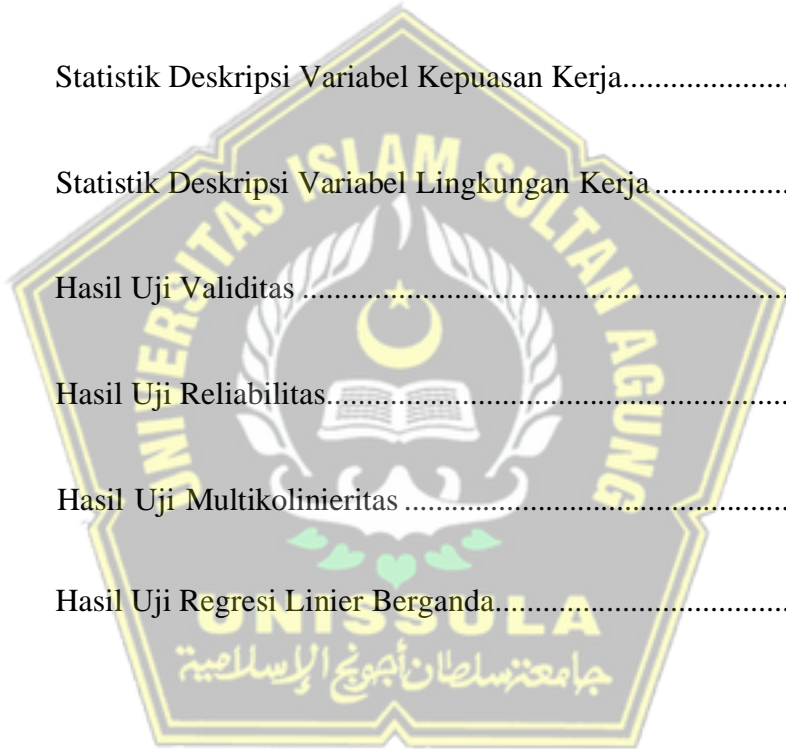 Statistik Deskripsi Variabel Kepuasan Kerja.....................
Statistik Deskripsi Variabel Lingkungan Kerja.................
Hasil Uji Validitas.............................................................
Hasil Uji Reliabilitas..........................................................
Hasil Uji Multikolinieritas................................................
Hasil Uji Regresi Linier Berganda.....................................
UNIVERSITAS ISLAM SULTAN AGUNG
UNISSULA
جامعة سلطان أجونج الإسلامية